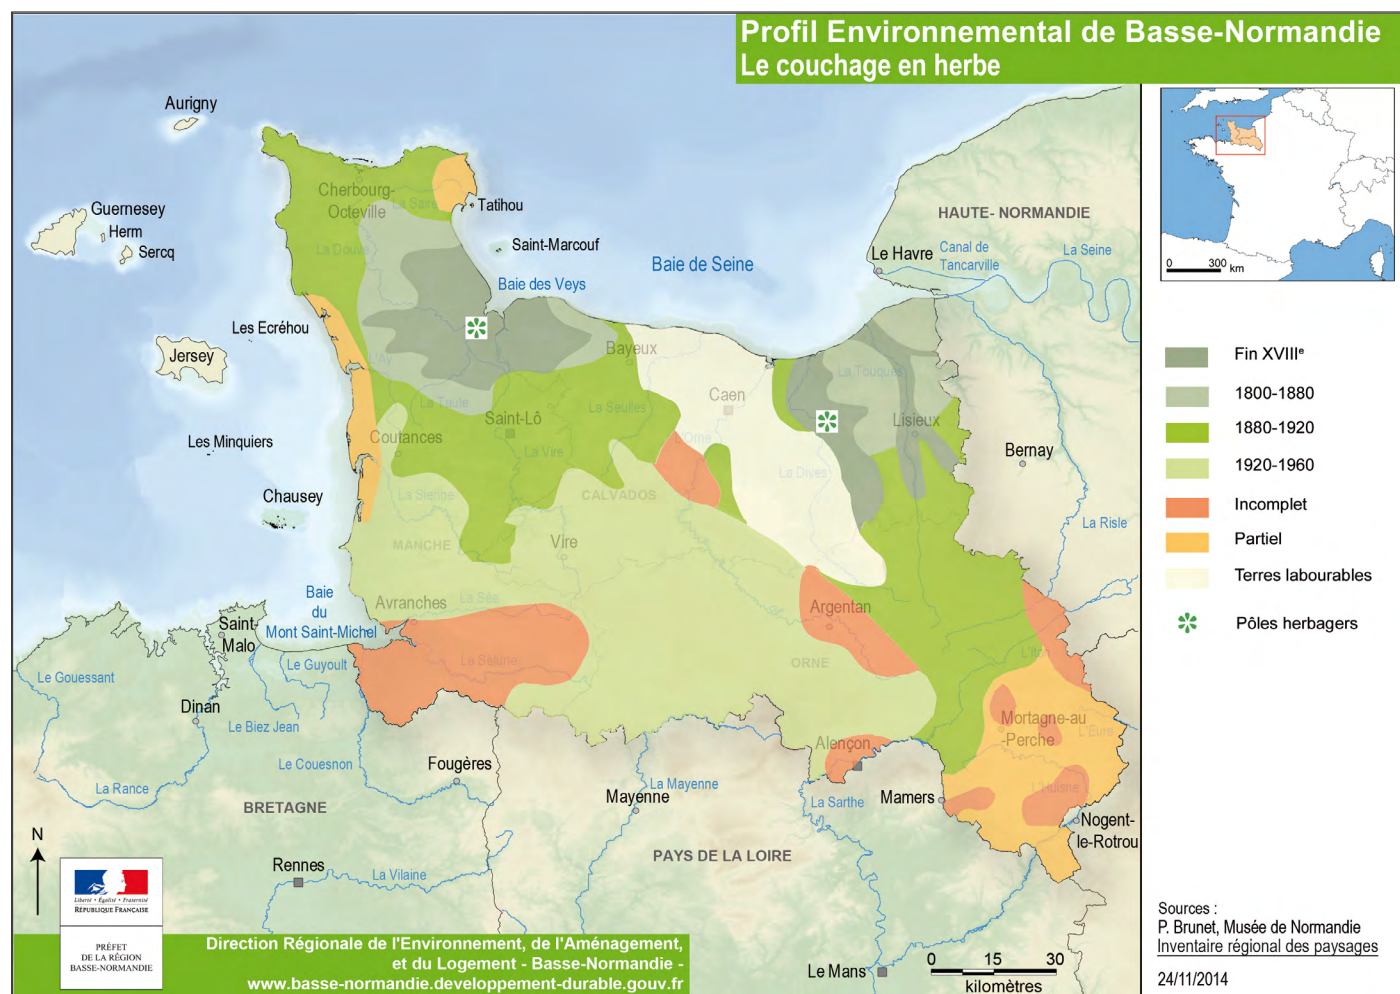 Profil Environnemental de Basse-Normandie
Le couchage en herbe
Aurigny
Cherbourg-
Octeville
La Saire
Tatihou
Guernesey
Herm
Sercq
La Douve
Saint-Marcouf
Baie des Veys
Baie de Seine
HAUTE- NORMANDIE
Le Havre
Canal de
Tancarville
La Seine
0 300 km
Les Ecréhou
Jersey
L'Ay
Bayeux
La Touques
La Taute
Saint-Lô
La Seulles
Caen
Lisieux
Coutances
La Vire
L'Orne
La Dives
Bernay
Les Minquiers
Chausey
La Sienne
CALVADOS
La Risle
MANCHE
Vire
Baie
du
Mont Saint-Michel
Avranches
La Sée
Argentan
Saint-
Malo
Le Guyoult
La Sélune
ORNE
L'Iton
Le Gouessant
Dinan
Le Biez Jean
Mortagne-au
-Perche
L'Eure
Alençon
Le Couesnon
Fougères
La Mayenne
Mayenne
La Rance
La Sarthe
Mamers
L'Huisne
Nogent-
le-Rotrou
BRETAGNE
PAYS DE LA LOIRE
Rennes
La Vilaine
Le Mans
N
Fin XVIIIe
1800-1880
1880-1920
1920-1960
Incomplet
Partiel
Terres labourables
Pôles herbagers
Liberté • Égalité • Fraternité
RÉPUBLIQUE FRANÇAISE
PRÉFET
DE LA RÉGION
BASSE-NORMANDIE
Direction Régionale de l'Environnement, de l'Aménagement,
et du Logement - Basse-Normandie -
www.basse-normandie.developpement-durable.gouv.fr
0 15 30
kilomètres
Sources :
P. Brunet, Musée de Normandie
Inventaire régional des paysages
24/11/2014